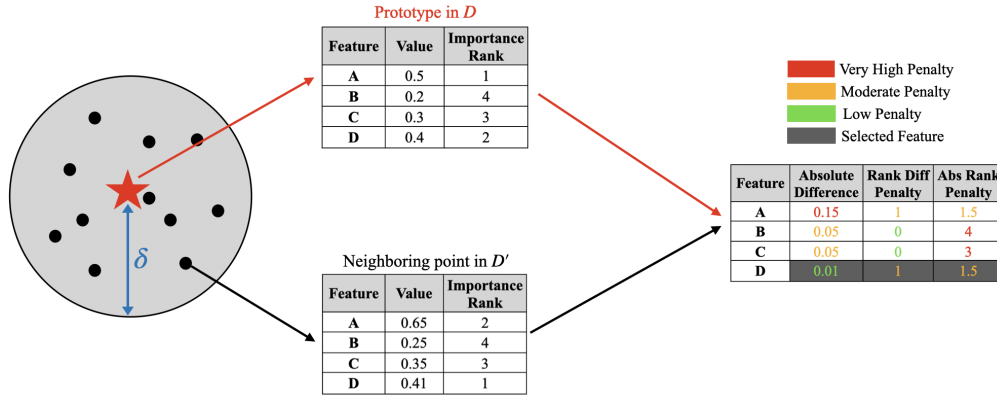 Prototype in D
Feature Value Importance Rank
A 0.5 1
B 0.2 4
C 0.3 3
D 0.4 2
δ
Neighboring point in D′
Feature Value Importance Rank
A 0.65 2
B 0.25 4
C 0.35 3
D 0.41 1
Very High Penalty
Moderate Penalty
Low Penalty
Selected Feature
Feature Absolute Difference Rank Diff Penalty Abs Rank Penalty
A 0.15 1 1.5
B 0.05 0 4
C 0.05 0 3
D 0.01 1 1.5